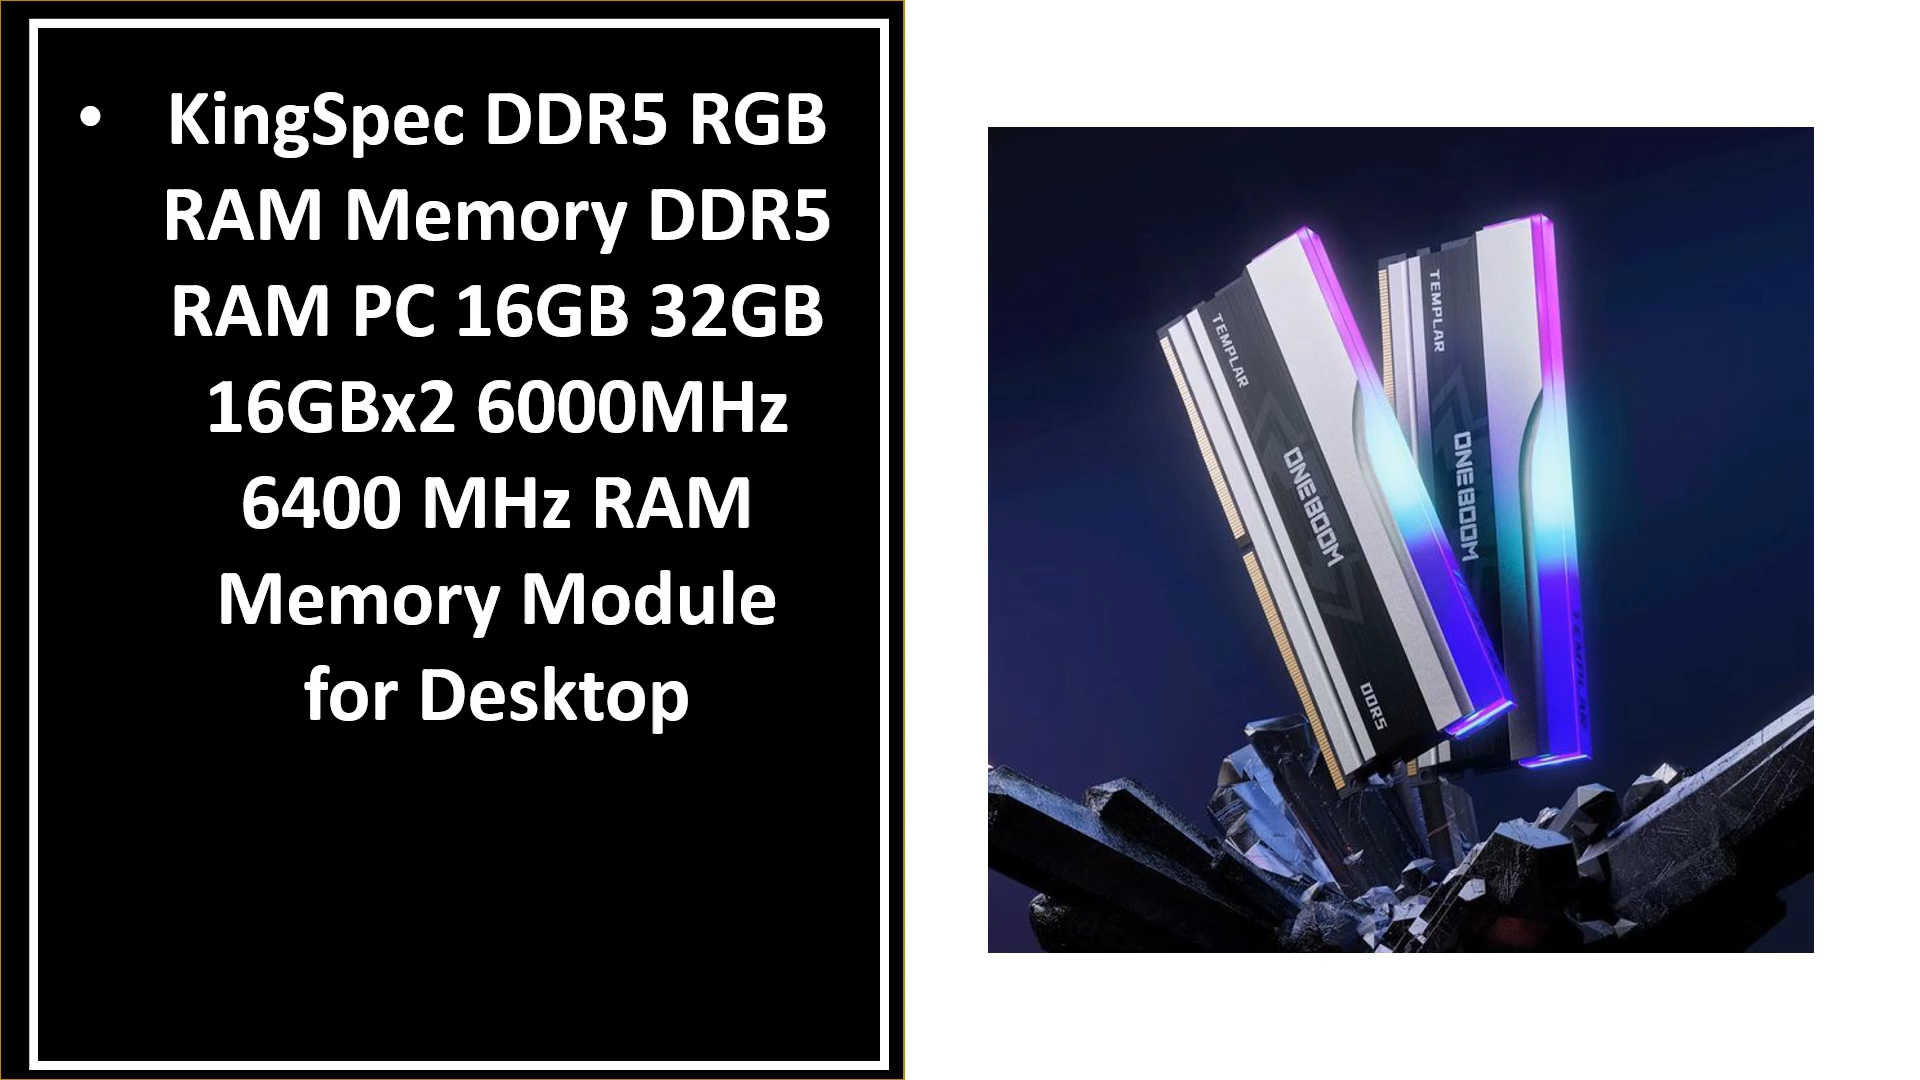 • KingSpec DDR5 RGB
RAM Memory DDR5
RAM PC 16GB 32GB
16GBx2 6000MHz
6400 MHz RAM
Memory Module
for Desktop
TEMPLAR
ONEBOOM
DDR5
TEMPLAR
ONEBOOM
TEMPLAR